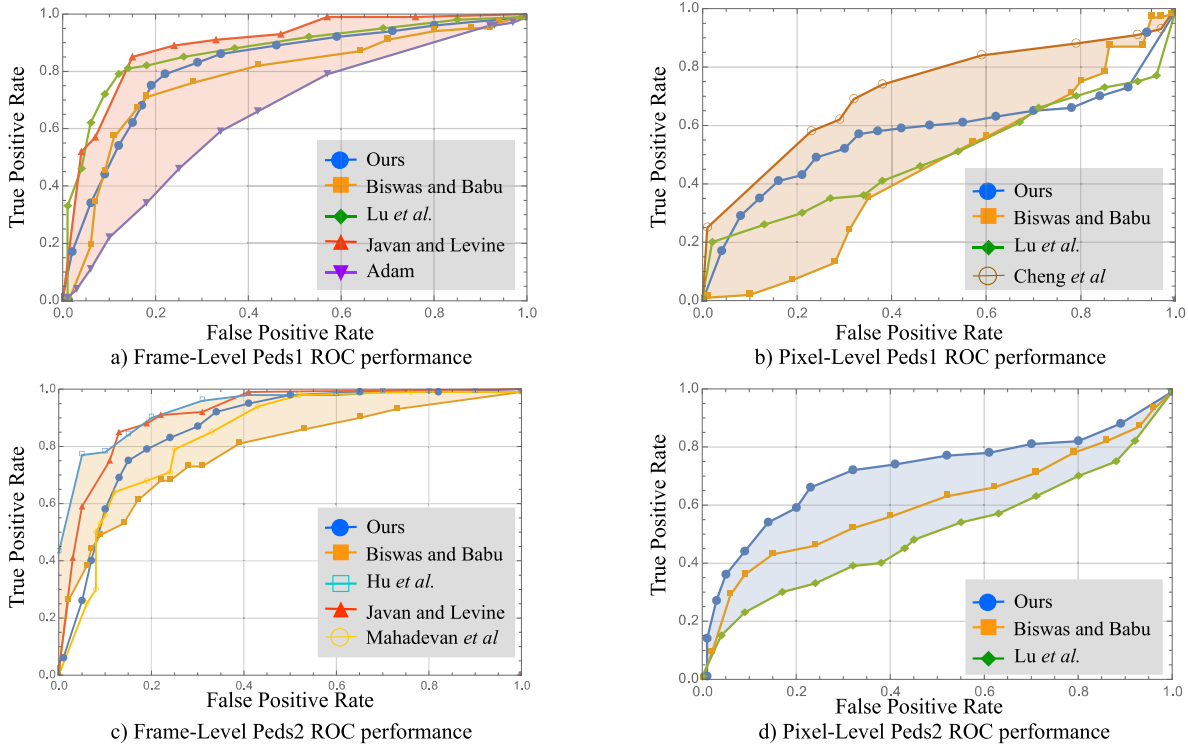 1.0
0.8
0.6
0.4
0.2
0.0
True Positive Rate
0.0 0.2 0.4 0.6 0.8 1.0
False Positive Rate
Ours
Biswas and Babu
Lu et al.
Javan and Levine
Adam
a) Frame-Level Peds1 ROC performance
1.0
0.8
0.6
0.4
0.2
0.0
True Positive Rate
0.0 0.2 0.4 0.6 0.8 1.0
False Positive Rate
Ours
Biswas and Babu
Lu et al.
Cheng et al
b) Pixel-Level Peds1 ROC performance
1.0
0.8
0.6
0.4
0.2
0.0
True Positive Rate
0.0 0.2 0.4 0.6 0.8 1.0
False Positive Rate
Ours
Biswas and Babu
Hu et al.
Javan and Levine
Mahadevan et al
c) Frame-Level Peds2 ROC performance
1.0
0.8
0.6
0.4
0.2
0.0
True Positive Rate
0.0 0.2 0.4 0.6 0.8 1.0
False Positive Rate
Ours
Biswas and Babu
Lu et al.
d) Pixel-Level Peds2 ROC performance